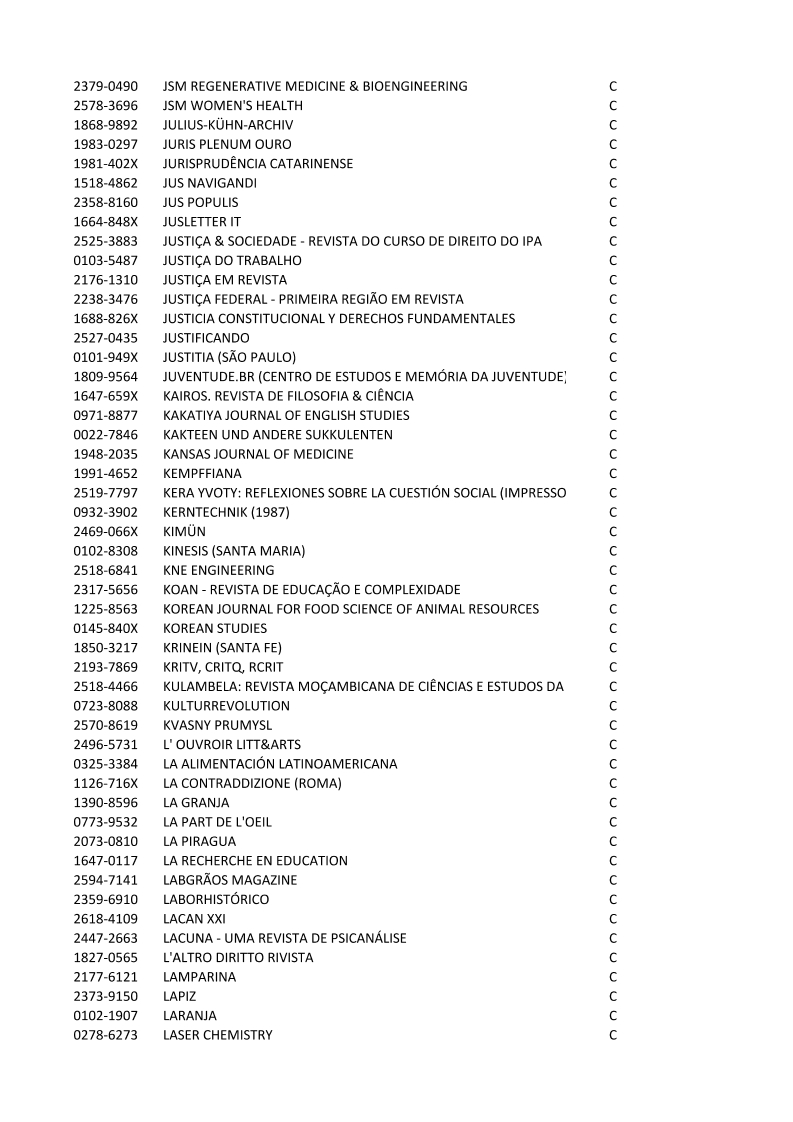 2379-0490 JSM REGENERATIVE MEDICINE & BIOENGINEERING C
2578-3696 JSM WOMEN'S HEALTH C
1868-9892 JULIUS-KÜHN-ARCHIV C
1983-0297 JURIS PLENUM OURO C
1981-402X JURISPRUDÊNCIA CATARINENSE C
1518-4862 JUS NAVIGANDI C
2358-8160 JUS POPULIS C
1664-848X JUSLETTER IT C
2525-3883 JUSTIÇA & SOCIEDADE - REVISTA DO CURSO DE DIREITO DO IPA C
0103-5487 JUSTIÇA DO TRABALHO C
2176-1310 JUSTIÇA EM REVISTA C
2238-3476 JUSTIÇA FEDERAL - PRIMEIRA REGIÃO EM REVISTA C
1688-826X JUSTICIA CONSTITUCIONAL Y DERECHOS FUNDAMENTALES C
2527-0435 JUSTIFICANDO C
0101-949X JUSTITIA (SÃO PAULO) C
1809-9564 JUVENTUDE.BR (CENTRO DE ESTUDOS E MEMÓRIA DA JUVENTUDE) C
1647-659X KAIROS. REVISTA DE FILOSOFIA & CIÊNCIA C
0971-8877 KAKATIYA JOURNAL OF ENGLISH STUDIES C
0022-7846 KAKTEEN UND ANDERE SUKKULENTEN C
1948-2035 KANSAS JOURNAL OF MEDICINE C
1991-4652 KEMPFFIANA C
2519-7797 KERA YVOTY: REFLEXIONES SOBRE LA CUESTIÓN SOCIAL (IMPRESSO C
0932-3902 KERNTECHNIK (1987) C
2469-066X KIMÜN C
0102-8308 KINESIS (SANTA MARIA) C
2518-6841 KNE ENGINEERING C
2317-5656 KOAN - REVISTA DE EDUCAÇÃO E COMPLEXIDADE C
1225-8563 KOREAN JOURNAL FOR FOOD SCIENCE OF ANIMAL RESOURCES C
0145-840X KOREAN STUDIES C
1850-3217 KRINEIN (SANTA FE) C
2193-7869 KRITV, CRITQ, RCRIT C
2518-4466 KULAMBELA: REVISTA MOÇAMBICANA DE CIÊNCIAS E ESTUDOS DA C
0723-8088 KULTURREVOLUTION C
2570-8619 KVASNY PRUMYSL C
2496-5731 L' OUVROIR LITT&ARTS C
0325-3384 LA ALIMENTACIÓN LATINOAMERICANA C
1126-716X LA CONTRADDIZIONE (ROMA) C
1390-8596 LA GRANJA C
0773-9532 LA PART DE L'OEIL C
2073-0810 LA PIRAGUA C
1647-0117 LA RECHERCHE EN EDUCATION C
2594-7141 LABGRÃOS MAGAZINE C
2359-6910 LABORHISTÓRICO C
2618-4109 LACAN XXI C
2447-2663 LACUNA - UMA REVISTA DE PSICANÁLISE C
1827-0565 L'ALTRO DIRITTO RIVISTA C
2177-6121 LAMPARINA C
2373-9150 LAPIZ C
0102-1907 LARANJA C
0278-6273 LASER CHEMISTRY C